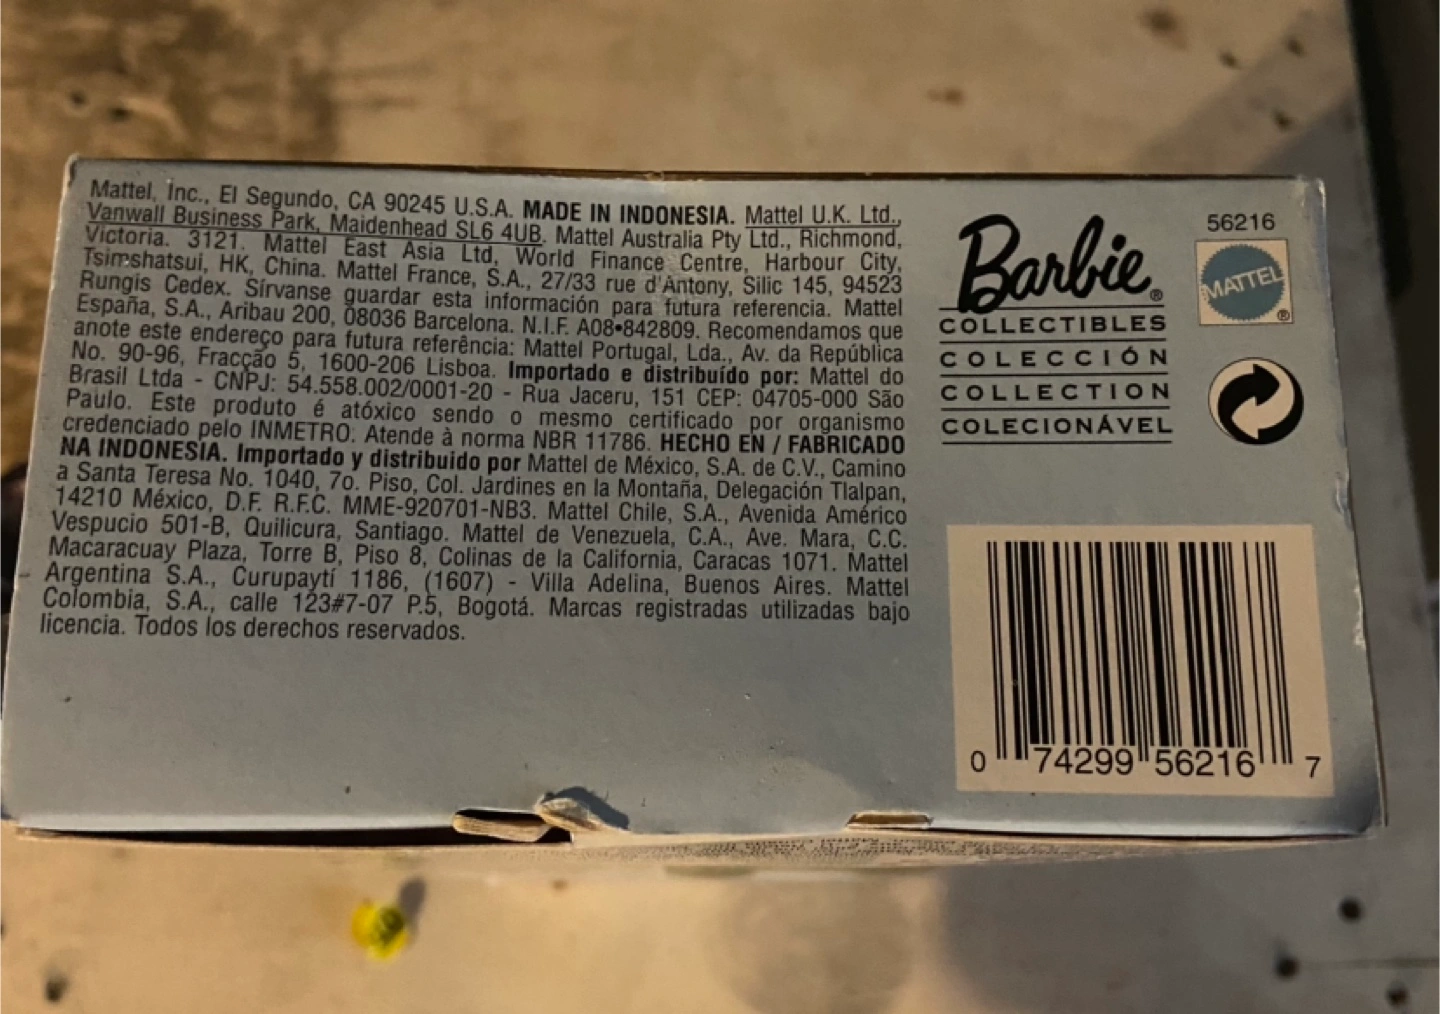 Mattel, Inc., El Segundo, CA 90245 U.S.A. MADE IN INDONESIA. Mattel U.K. Ltd.,
Vanwall Business Park, Maidenhead SL6 4UB. Mattel Australia Pty Ltd., Richmond,
Victoria. 3121. Mattel East Asia Ltd, World Finance Centre, Harbour City,
Tsimshatsui, HK, China. Mattel France, S.A., 27/33 rue d'Antony, Silic 145, 94523
Rungis Cedex. Sírvanse guardar esta información para futura referencia. Mattel
España, S.A., Aribau 200, 08036 Barcelona. N.I.F. A08•842809. Recomendamos que
anote este endereço para futura referência: Mattel Portugal, Lda., Av. da República
No. 90-96, Fracção 5, 1600-206 Lisboa. Importado e distribuído por: Mattel do
Brasil Ltda - CNPJ: 54.558.002/0001-20 - Rua Jaceru, 151 CEP: 04705-000 São
Paulo. Este produto é atóxico sendo o mesmo certificado por organismo
credenciado pelo INMETRO. Atende à norma NBR 11786. HECHO EN / FABRICADO
NA INDONESIA. Importado y distribuido por Mattel de México, S.A. de C.V., Camino
a Santa Teresa No. 1040, 7o. Piso, Col. Jardines en la Montaña, Delegación Tlalpan,
14210 México, D.F. R.F.C. MME-920701-NB3. Mattel Chile, S.A., Avenida Américo
Vespucio 501-B, Quilicura, Santiago. Mattel de Venezuela, C.A., Ave. Mara, C.C.
Macaracuay Plaza, Torre B, Piso 8, Colinas de la California, Caracas 1071. Mattel
Argentina S.A., Curupaytí 1186, (1607) - Villa Adelina, Buenos Aires. Mattel
Colombia, S.A., calle 123#7-07 P.5, Bogotá. Marcas registradas utilizadas bajo
licencia. Todos los derechos reservados.
Barbie®
COLLECTIBLES
COLECCIÓN
COLLECTION
COLECIONÁVEL
56216
MATTEL®
0 74299 56216 7